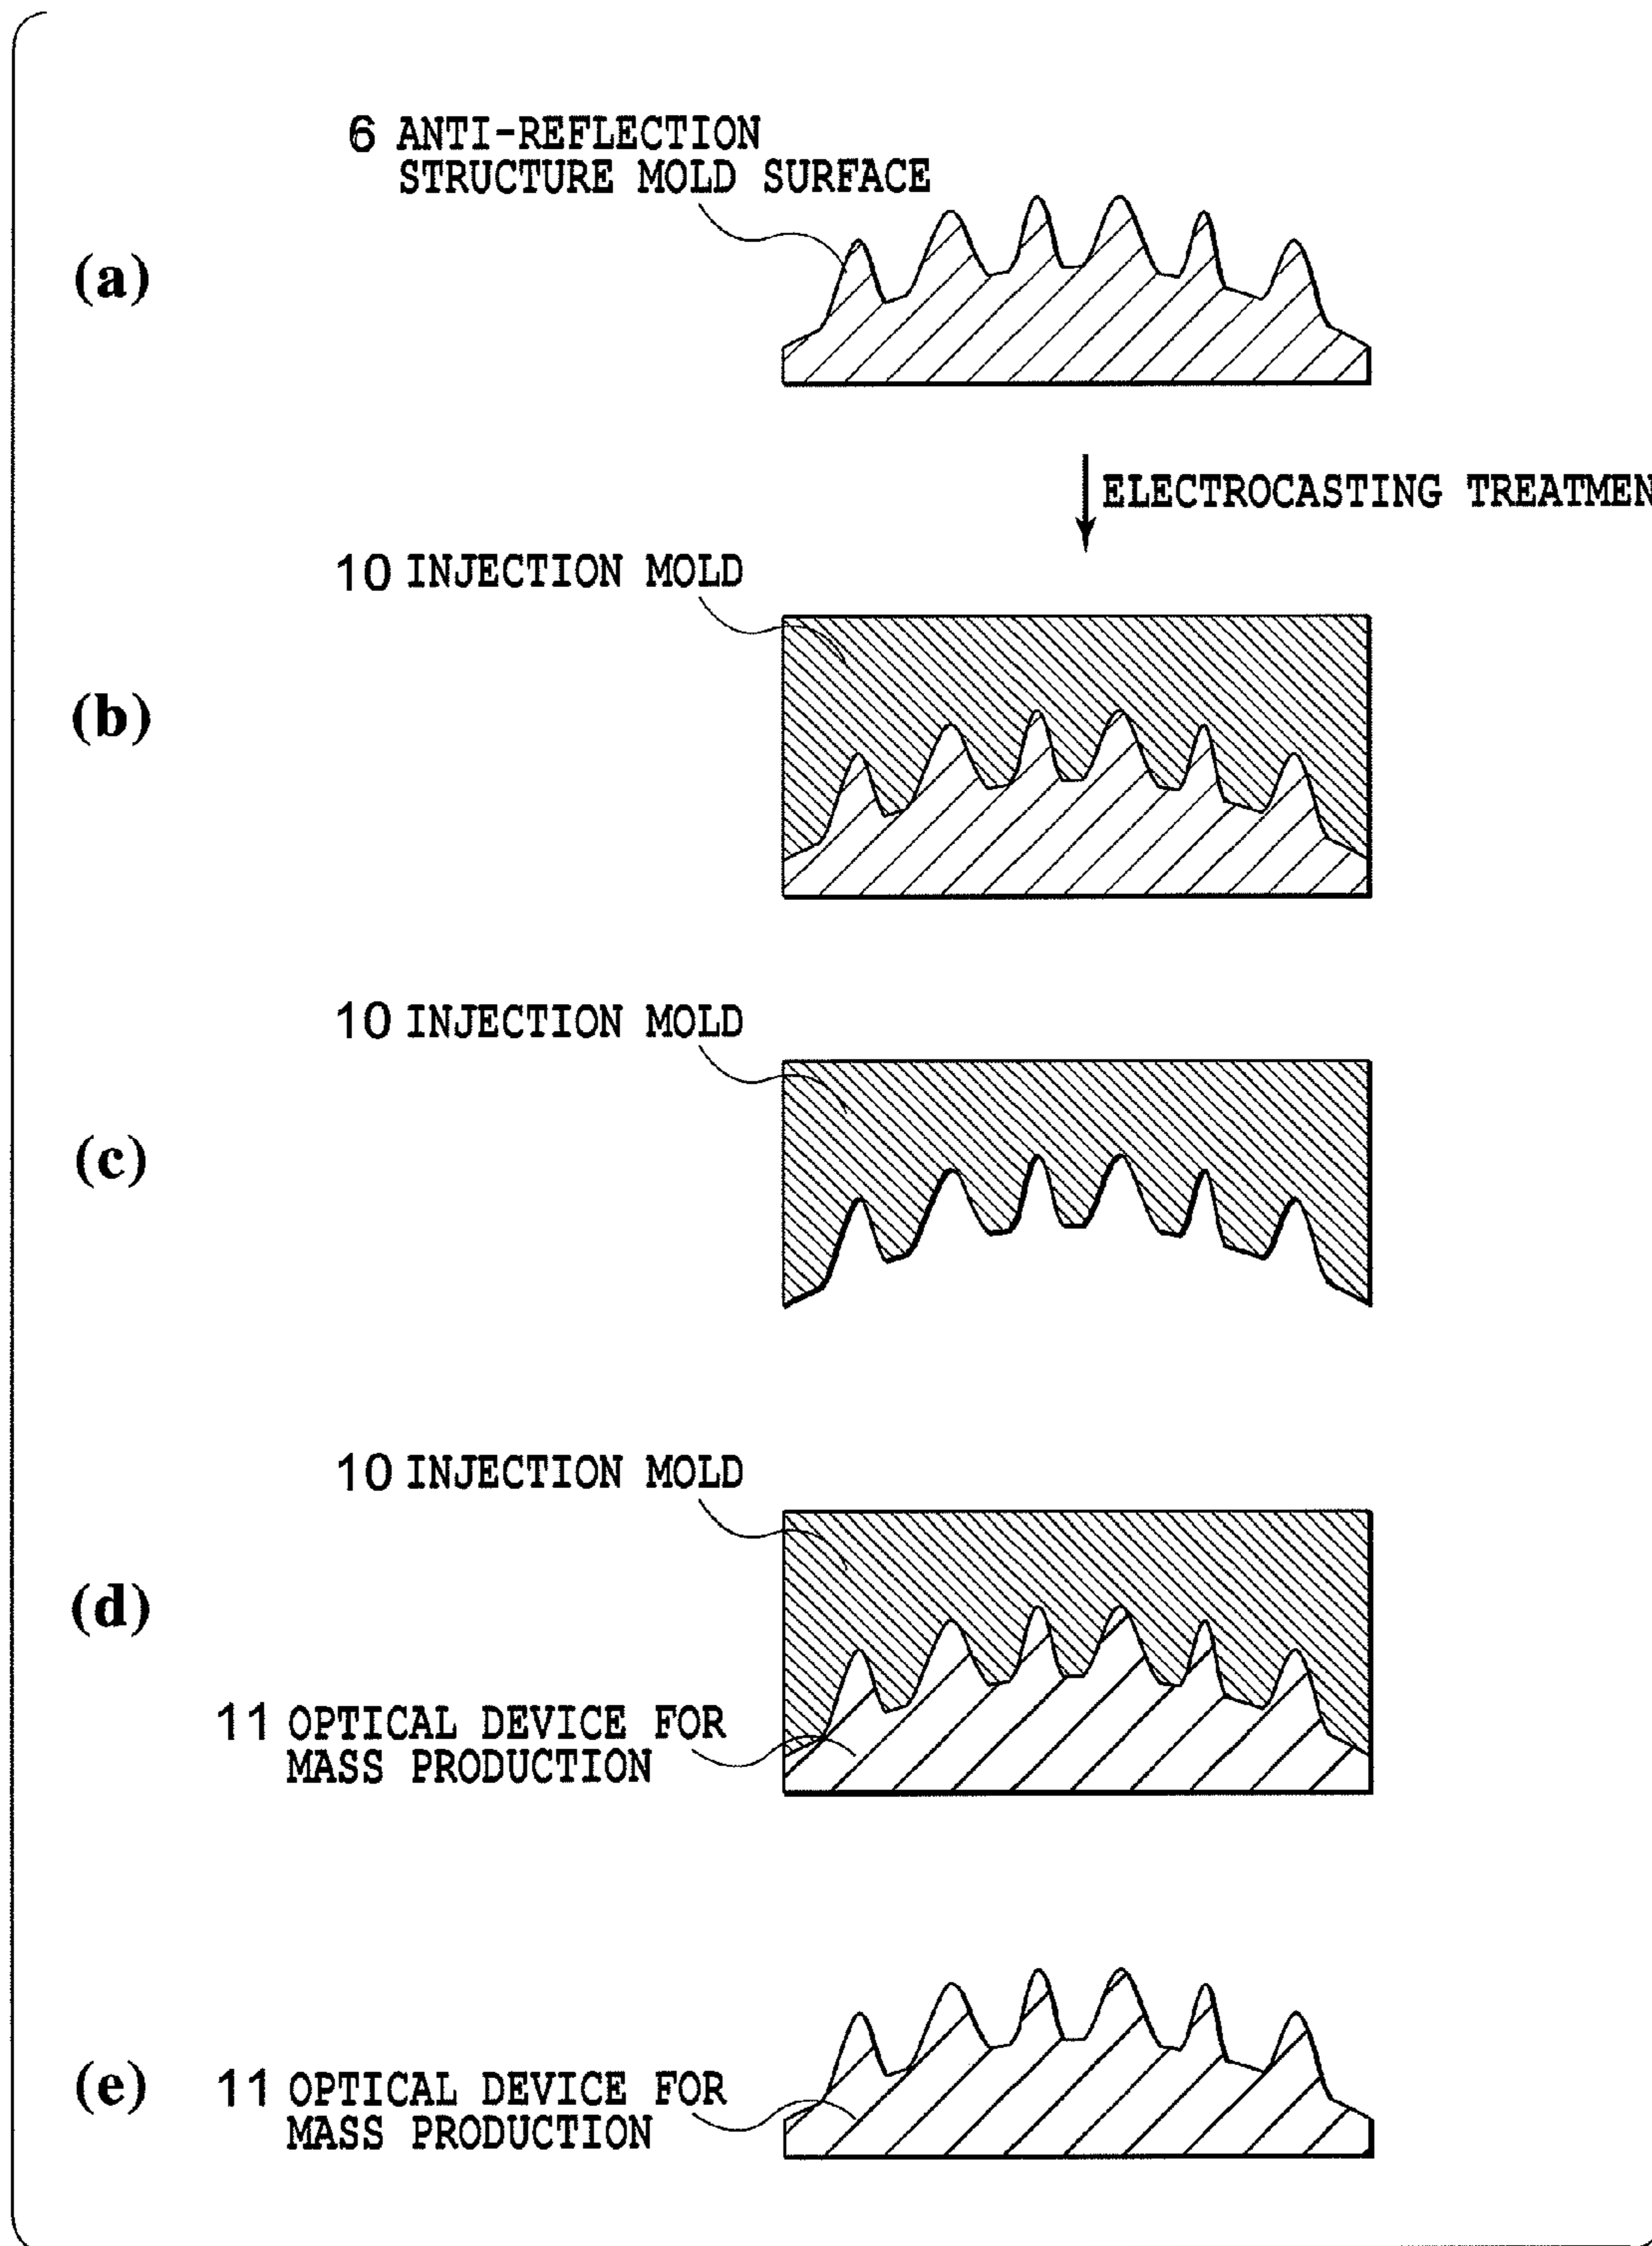 6 ANTI-REFLECTION
STRUCTURE MOLD SURFACE
(a)
ELECTROCASTING TREATMEN
10 INJECTION MOLD
(b)
10 INJECTION MOLD
(c)
10 INJECTION MOLD
(d)
11 OPTICAL DEVICE FOR
MASS PRODUCTION
(e)
11 OPTICAL DEVICE FOR
MASS PRODUCTION